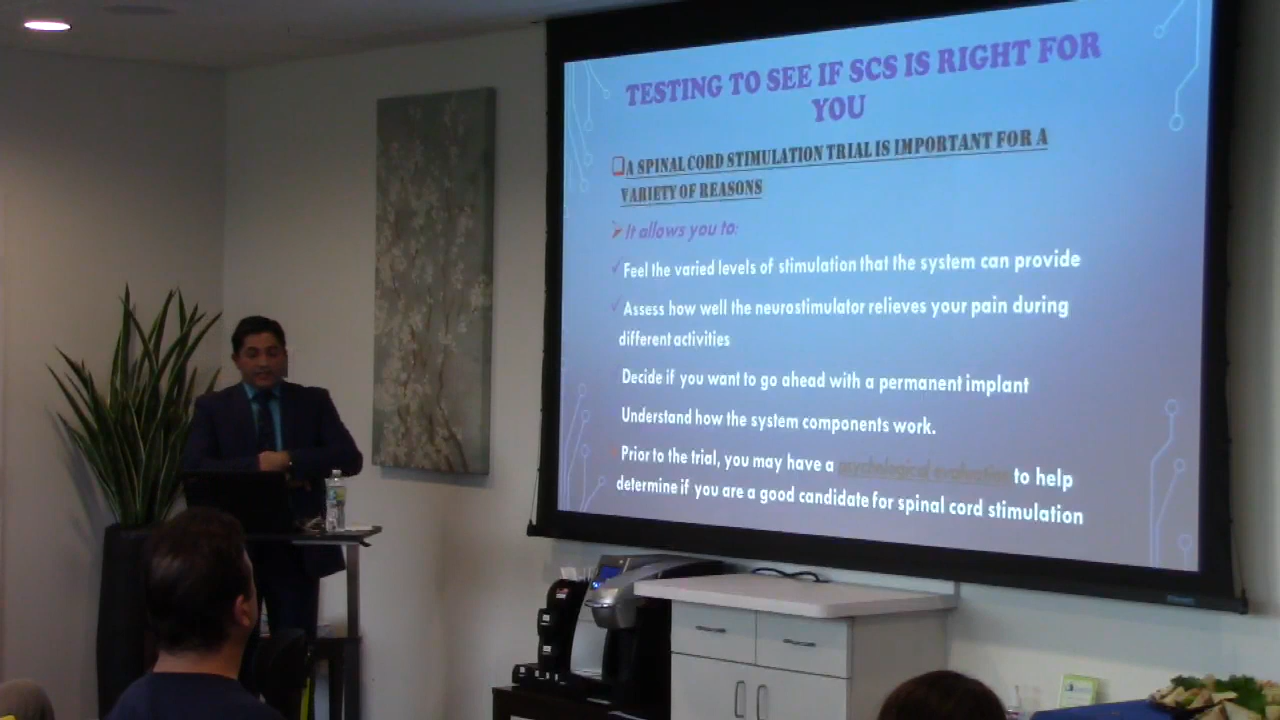 TESTING TO SEE IF SCS IS RIGHT FOR
YOU
A SPINAL CORD STIMULATION TRIAL IS IMPORTANT FOR A
VARIETY OF REASONS
It allows you to:
Feel the varied levels of stimulation that the system can provide
Assess how well the neurostimulator relieves your pain during
different activities
Decide if you want to go ahead with a permanent implant
Understand how the system components work.
Prior to the trial, you may have a psychological evaluation to help
determine if you are a good candidate for spinal cord stimulation